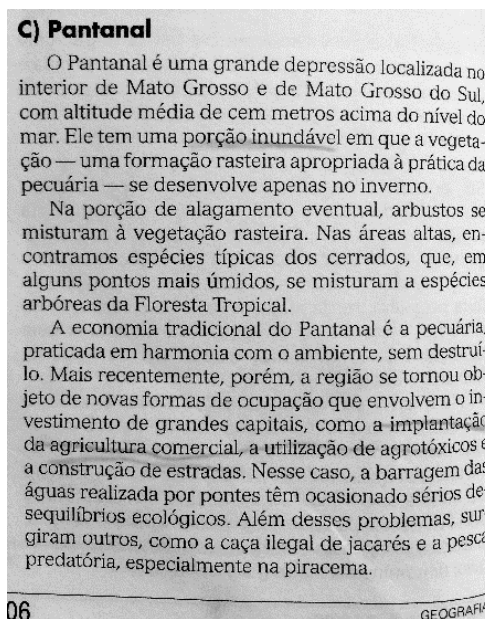 C) Pantanal
O Pantanal é uma grande depressão localizada no
interior de Mato Grosso e de Mato Grosso do Sul,
com altitude média de cem metros acima do nível do
mar. Ele tem uma porção inundável em que a vegeta-
ção — uma formação rasteira apropriada à prática da
pecuária — se desenvolve apenas no inverno.
Na porção de alagamento eventual, arbustos se
misturam à vegetação rasteira. Nas áreas altas, en-
contramos espécies típicas dos cerrados, que, em
alguns pontos mais úmidos, se misturam a espécies
arbóreas da Floresta Tropical.
A economia tradicional do Pantanal é a pecuária,
praticada em harmonia com o ambiente, sem destruí-
lo. Mais recentemente, porém, a região se tornou ob-
jeto de novas formas de ocupação que envolvem o in-
vestimento de grandes capitais, como a implantação
da agricultura comercial, a utilização de agrotóxicos e
a construção de estradas. Nesse caso, a barragem das
águas realizada por pontes têm ocasionado sérios de-
sequilíbrios ecológicos. Além desses problemas, sur-
giram outros, como a caça ilegal de jacarés e a pesca
predatória, especialmente na piracema.
06
GEOGRAFIA